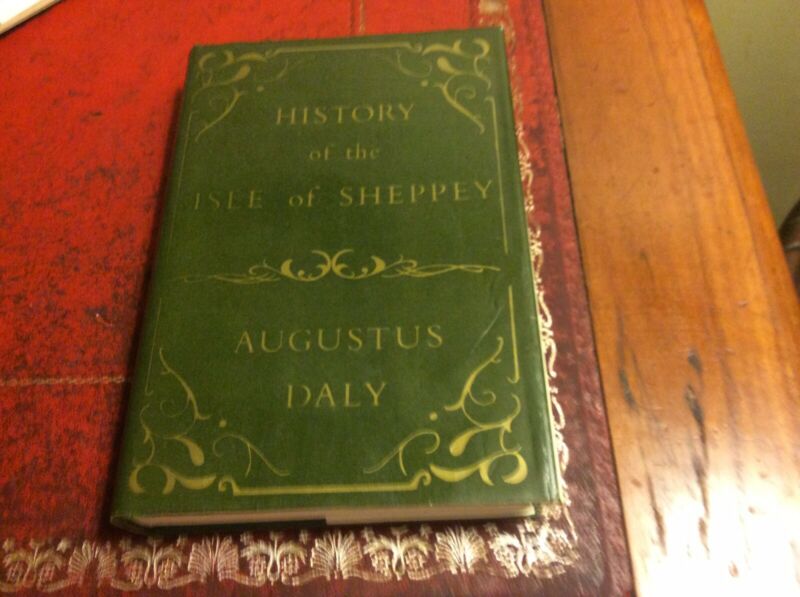 HISTORY
of the
ISLE of SHEPPEY
AUGUSTUS
DALY